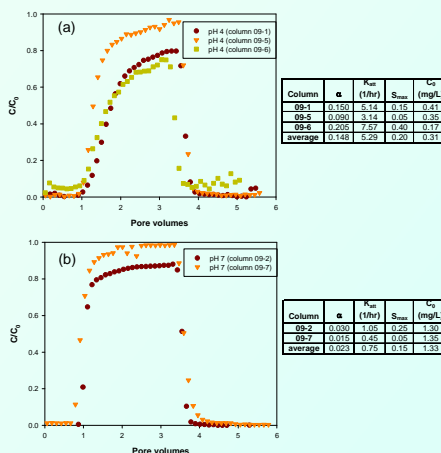 (a)
pH 4 (column 09-1)
pH 4 (column 09-5)
pH 4 (column 09-6)
1.0
0.8
0.6
0.4
0.2
0.0
C/C0
0 2 4 6
Pore volumes
Column α Katt (1/hr) Smax C0 (mg/L)
09-1 0.150 5.14 0.15 0.41
09-5 0.090 3.14 0.05 0.35
09-6 0.205 7.57 0.40 0.17
average 0.148 5.29 0.20 0.31
(b)
pH 7 (column 09-2)
pH 7 (column 09-7)
1.0
0.8
0.6
0.4
0.2
0.0
C/C0
0 1 2 3 4 5 6
Pore volumes
Column α Katt (1/hr) Smax C0 (mg/L)
09-2 0.030 1.05 0.25 1.30
09-7 0.015 0.45 0.05 1.35
average 0.023 0.75 0.15 1.33